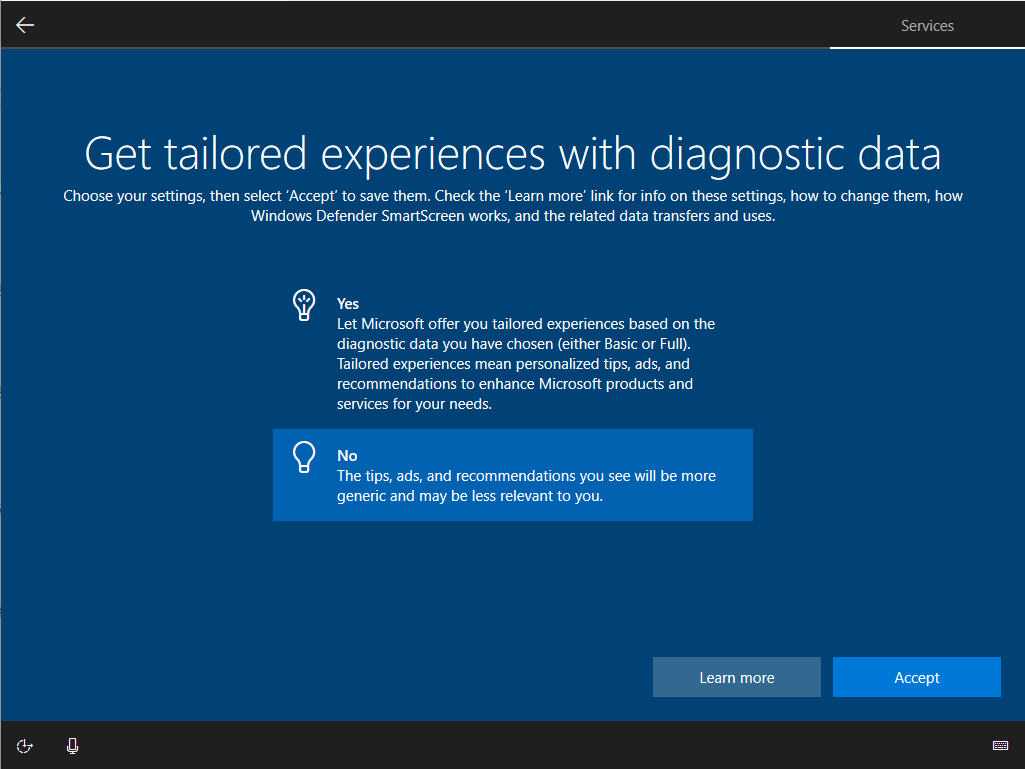 Services
Get tailored experiences with diagnostic data
Choose your settings, then select ‘Accept’ to save them. Check the ‘Learn more’ link for info on these settings, how to change them, how
Windows Defender SmartScreen works, and the related data transfers and uses.
Yes
Let Microsoft offer you tailored experiences based on the
diagnostic data you have chosen (either Basic or Full).
Tailored experiences mean personalized tips, ads, and
recommendations to enhance Microsoft products and
services for your needs.
No
The tips, ads, and recommendations you see will be more
generic and may be less relevant to you.
Learn more
Accept